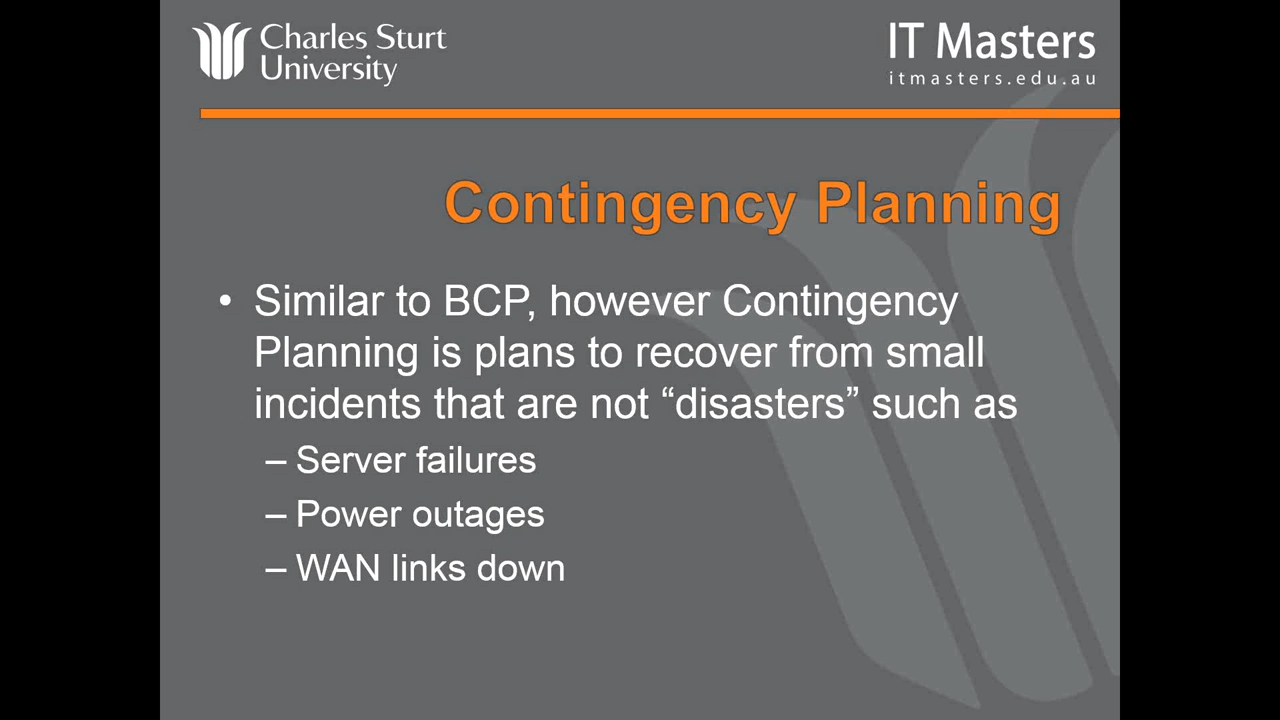 Charles Sturt
University
IT Masters
itmasters.edu.au
Contingency Planning
• Similar to BCP, however Contingency
Planning is plans to recover from small
incidents that are not “disasters” such as
– Server failures
– Power outages
– WAN links down